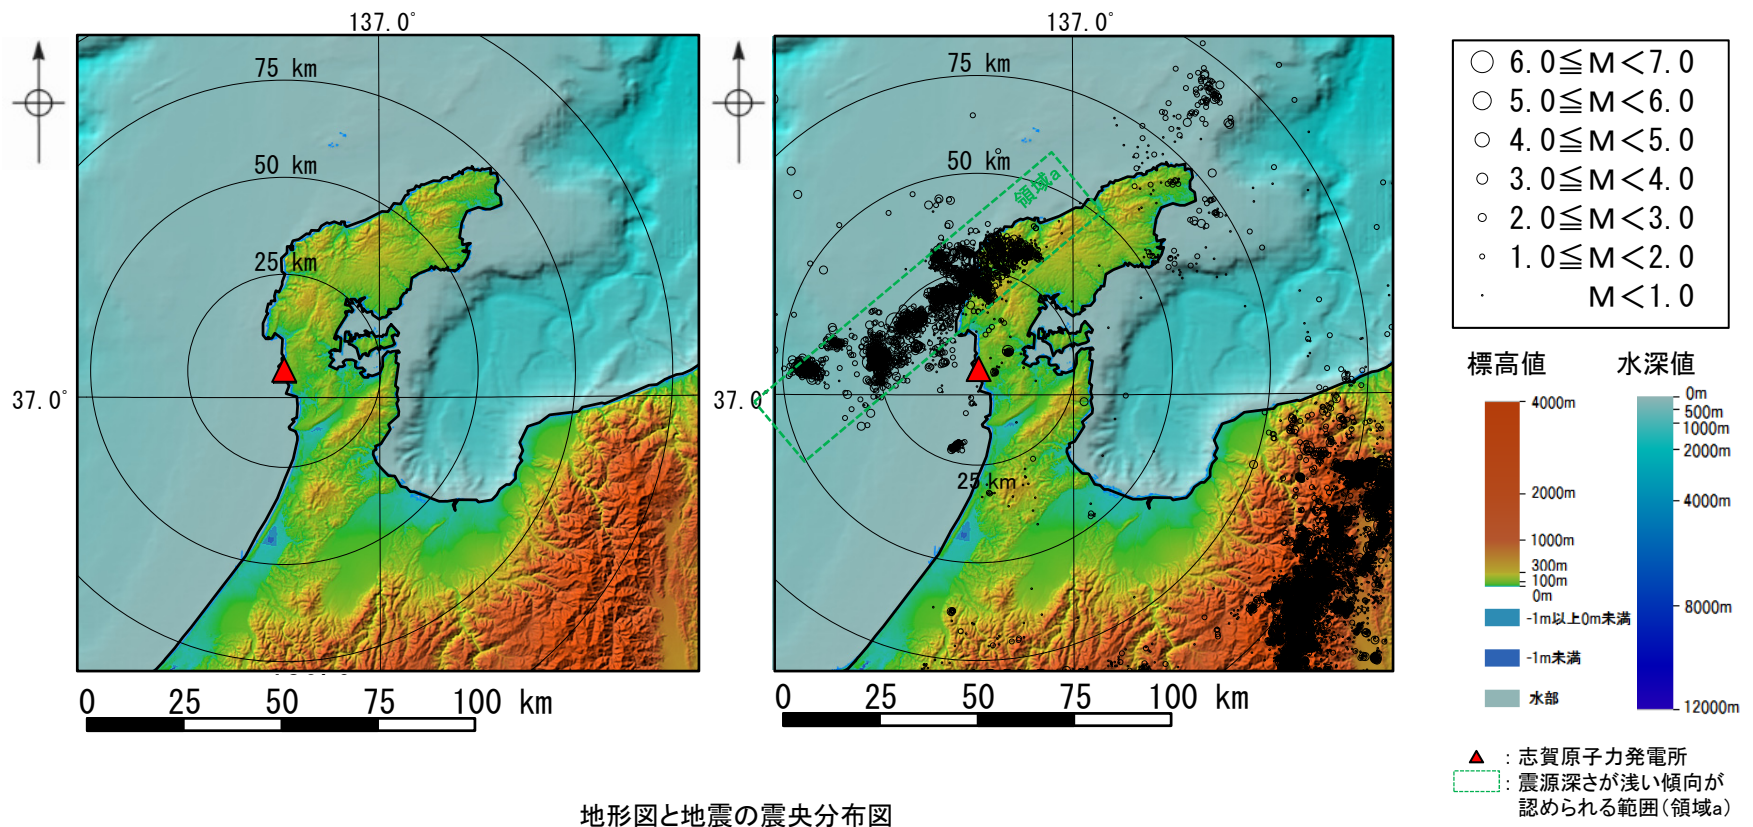 137.0°
75 km
50 km
25 km
37.0°
0 25 50 75 100 km
137.0°
75 km
50 km
領域a
37.0
25 km
0 25 50 75 100 km
6.0≦M<7.0
5.0≦M<6.0
4.0≦M<5.0
3.0≦M<4.0
2.0≦M<3.0
1.0≦M<2.0
M<1.0
標高値
4000m
2000m
1000m
300m
100m
0m
-1m以上0m未満
-1m未満
水部
水深値
0m
500m
1000m
2000m
4000m
8000m
12000m
:志賀原子力発電所
:震源深さが浅い傾向が
認められる範囲(領域a)
地形図と地震の震央分布図